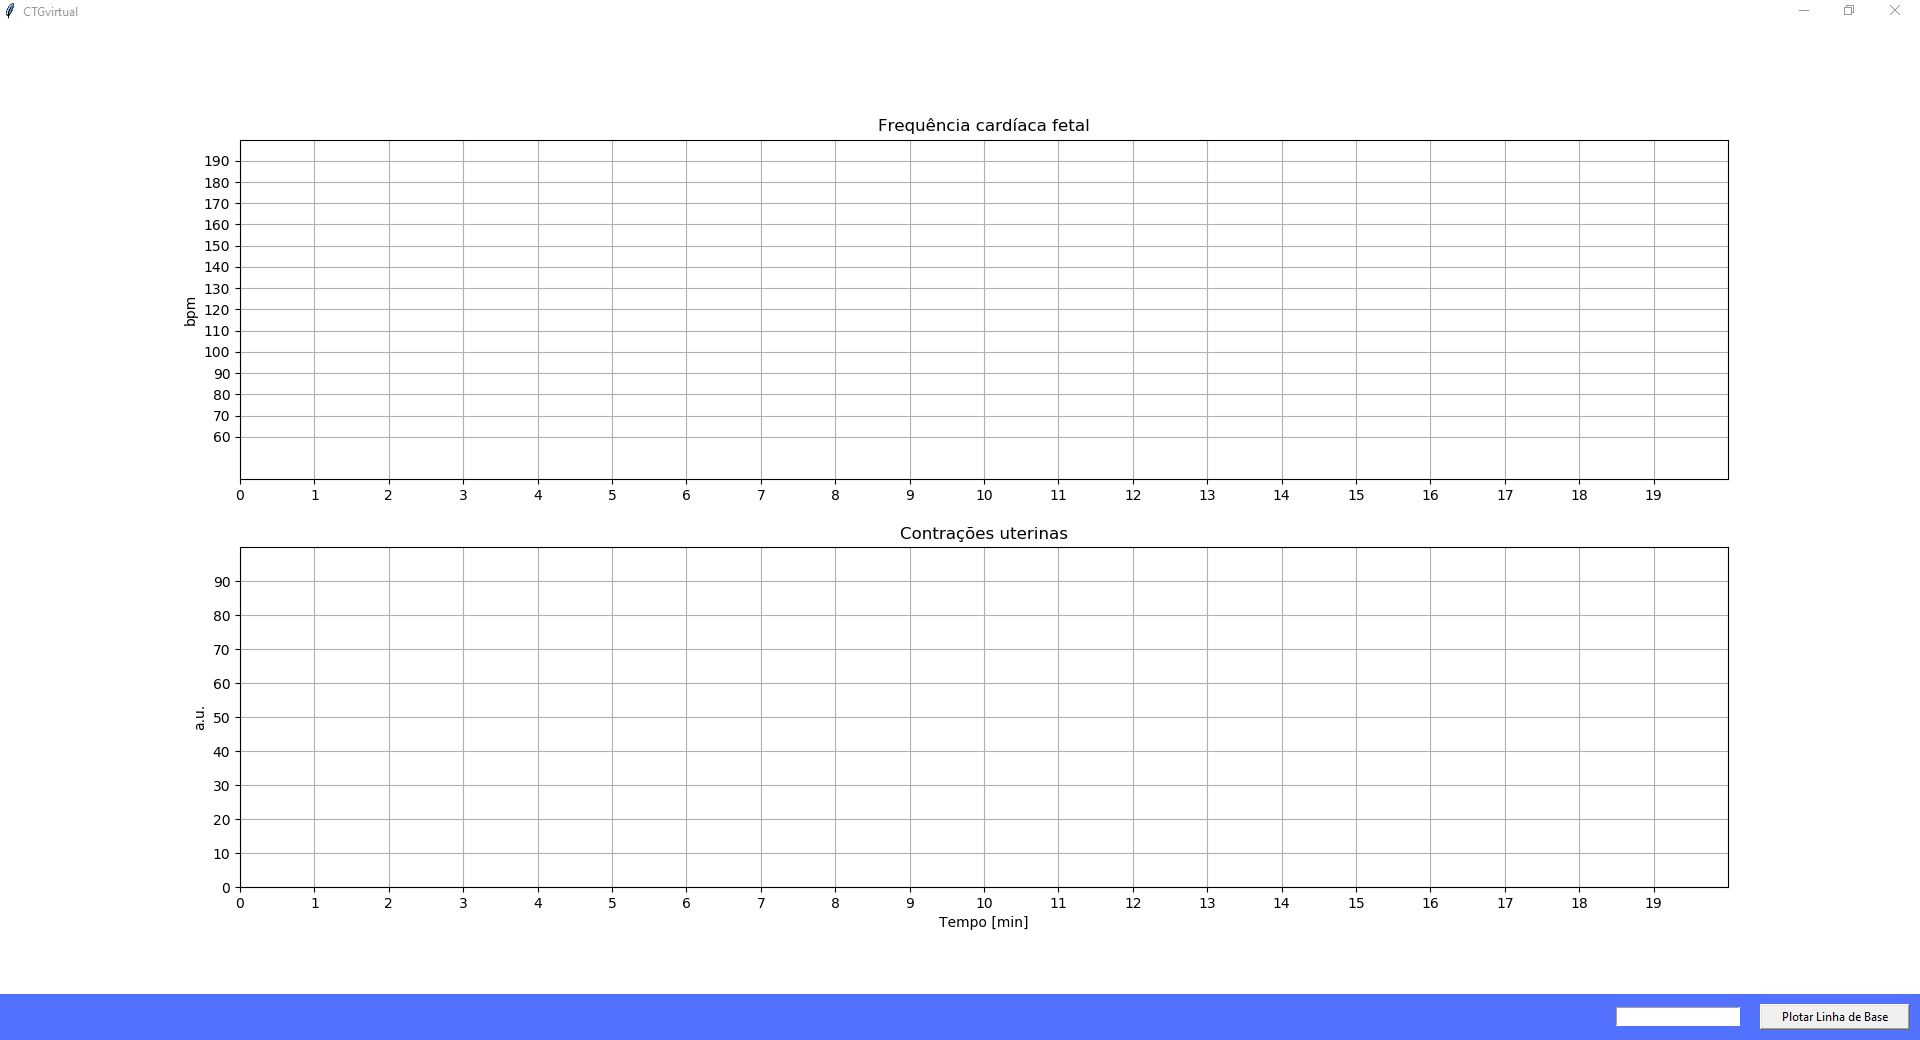 CTGvirtual
Frequência cardíaca fetal
190
180
170
160
150
140
130
120
110
100
90
80
70
60
bpm
0 1 2 3 4 5 6 7 8 9 10 11 12 13 14 15 16 17 18 19
Contrações uterinas
90
80
70
60
50
40
30
20
10
0
a.u.
0 1 2 3 4 5 6 7 8 9 10 11 12 13 14 15 16 17 18 19
Tempo [min]
Plotar Linha de Base